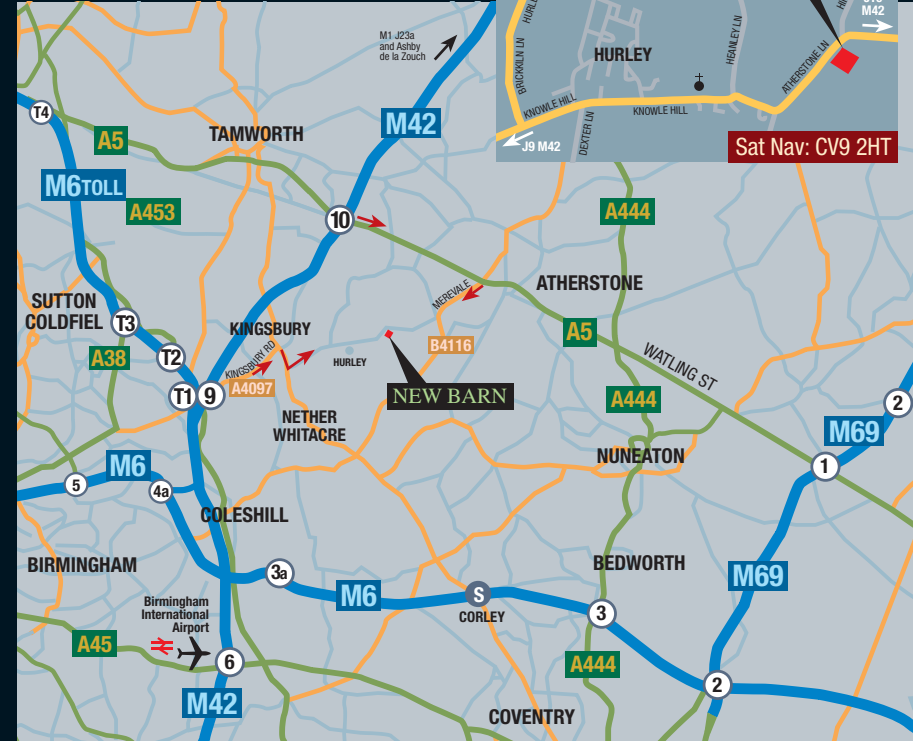 M1 J23a
and Ashby
de la Zouch
T4
A5
TAMWORTH
M42
M6TOLL
A453
10
SUTTON
COLDFIEL
T3
A38
T2
T1
9
KINGSBURY
KINGSBURY RD
A4097
HURLEY
NEW BARN
MEREVALE
B4116
ATHERSTONE
A444
A5
WATLING ST
A444
NETHER
WHITACRE
NUNEATON
M69
2
1
M6
5
4a
COLESHILL
BIRMINGHAM
3a
M6
S
CORLEY
BEDWORTH
3
M69
Birmingham
International
Airport
A45
6
M42
A444
2
COVENTRY
HURLEY
BRICKKILN LN
KNOWLE HILL
KNOWLE HILL
DEXTER LN
HEANLEY LN
ATHERSTONE LN
M42
J9 M42
Sat Nav: CV9 2HT